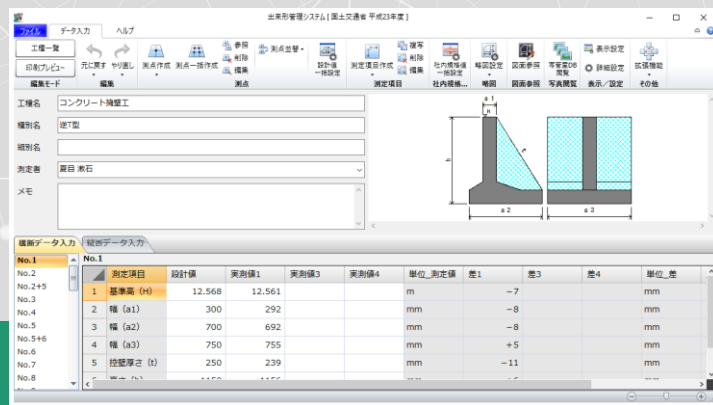 出来形管理システム [ 国土交通省 平成23年度 ]
ファイル データ入力 ヘルプ
工種一覧 印刷プレビュー 編集モード
元に戻す やり直し 編集
測点作成 測点一括作成 参照 削除 編集 測点並替 測点
設計値一括設定 測定項目作成 複写 削除 編集 測定項目
社内規格値一括設定 社内規格...
略図設定 略図
図面参照 図面参照
写管屋DB閲覧 写真閲覧
表示設定 詳細設定 表示/設定
拡張機能 その他
工種名 コンクリート擁壁工
種別名 逆T型
細別名
測定者 夏目 漱石
メモ
a 1
H
h
t
a 2 a 3
横断データ入力 縦断データ入力
No.1
No.2
No.2+5
No.3
No.4
No.5
No.5+6
No.6
No.7
No.8
No.1
測定項目 設計値 実測値1 実測値3 実測値4 単位_測定値 差1 差3 差4 単位_差
1 基準高 (H) 12.568 12.561 m −7 mm
2 幅 (a1) 300 292 mm −8 mm
3 幅 (a2) 700 692 mm −8 mm
4 幅 (a3) 750 755 mm +5 mm
5 控壁厚さ (t) 250 239 mm −11 mm